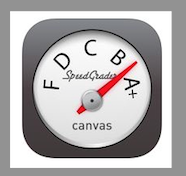 F D C B A+
SpeedGrader
canvas